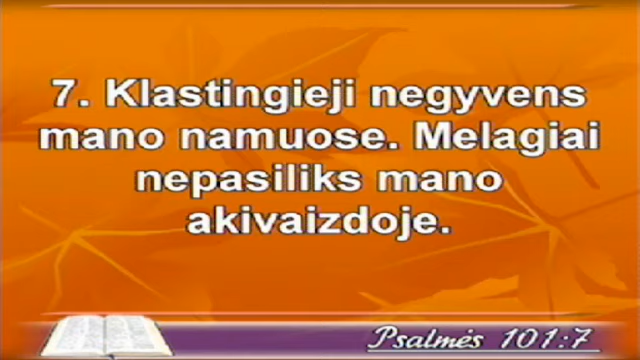 7. Klastingieji negyvens
mano namuose. Melagiai
nepasiliks mano
akivaizdoje.
Psalmės 101:7